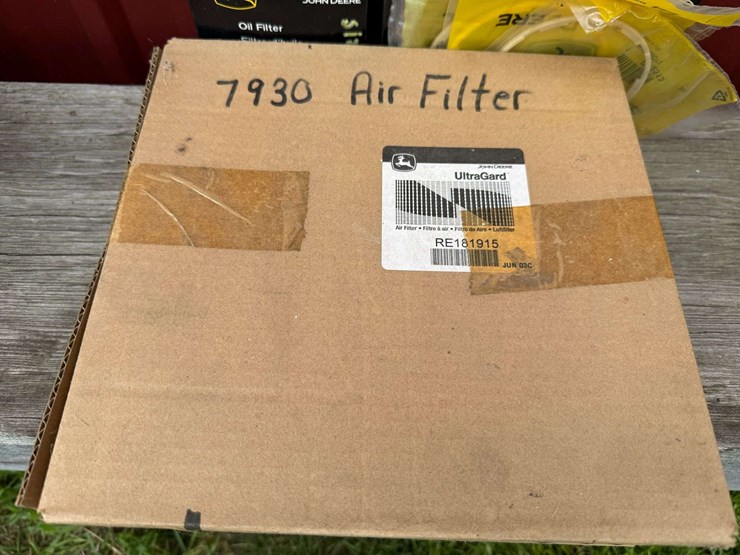 JOHN DEERE
Oil Filter
ERE
7930 Air Filter
JOHN DEERE
UltraGard
Air Filter • Filtre à air • Filtro de Aire • Luftfilter
RE181915
JUN 03C